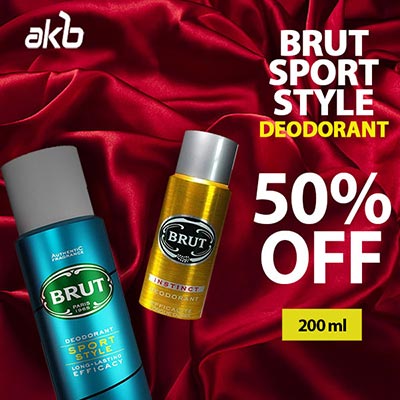 akb
BRUT
SPORT
STYLE
DEODORANT
50%
OFF
200 ml
AUTHENTIC
FRAGRANCE
BRUT
PARIS
DEODORANT
SPORT
STYLE
LONG-LASTING
EFFICACY
BRUT
INSTINCT
DEODORANT